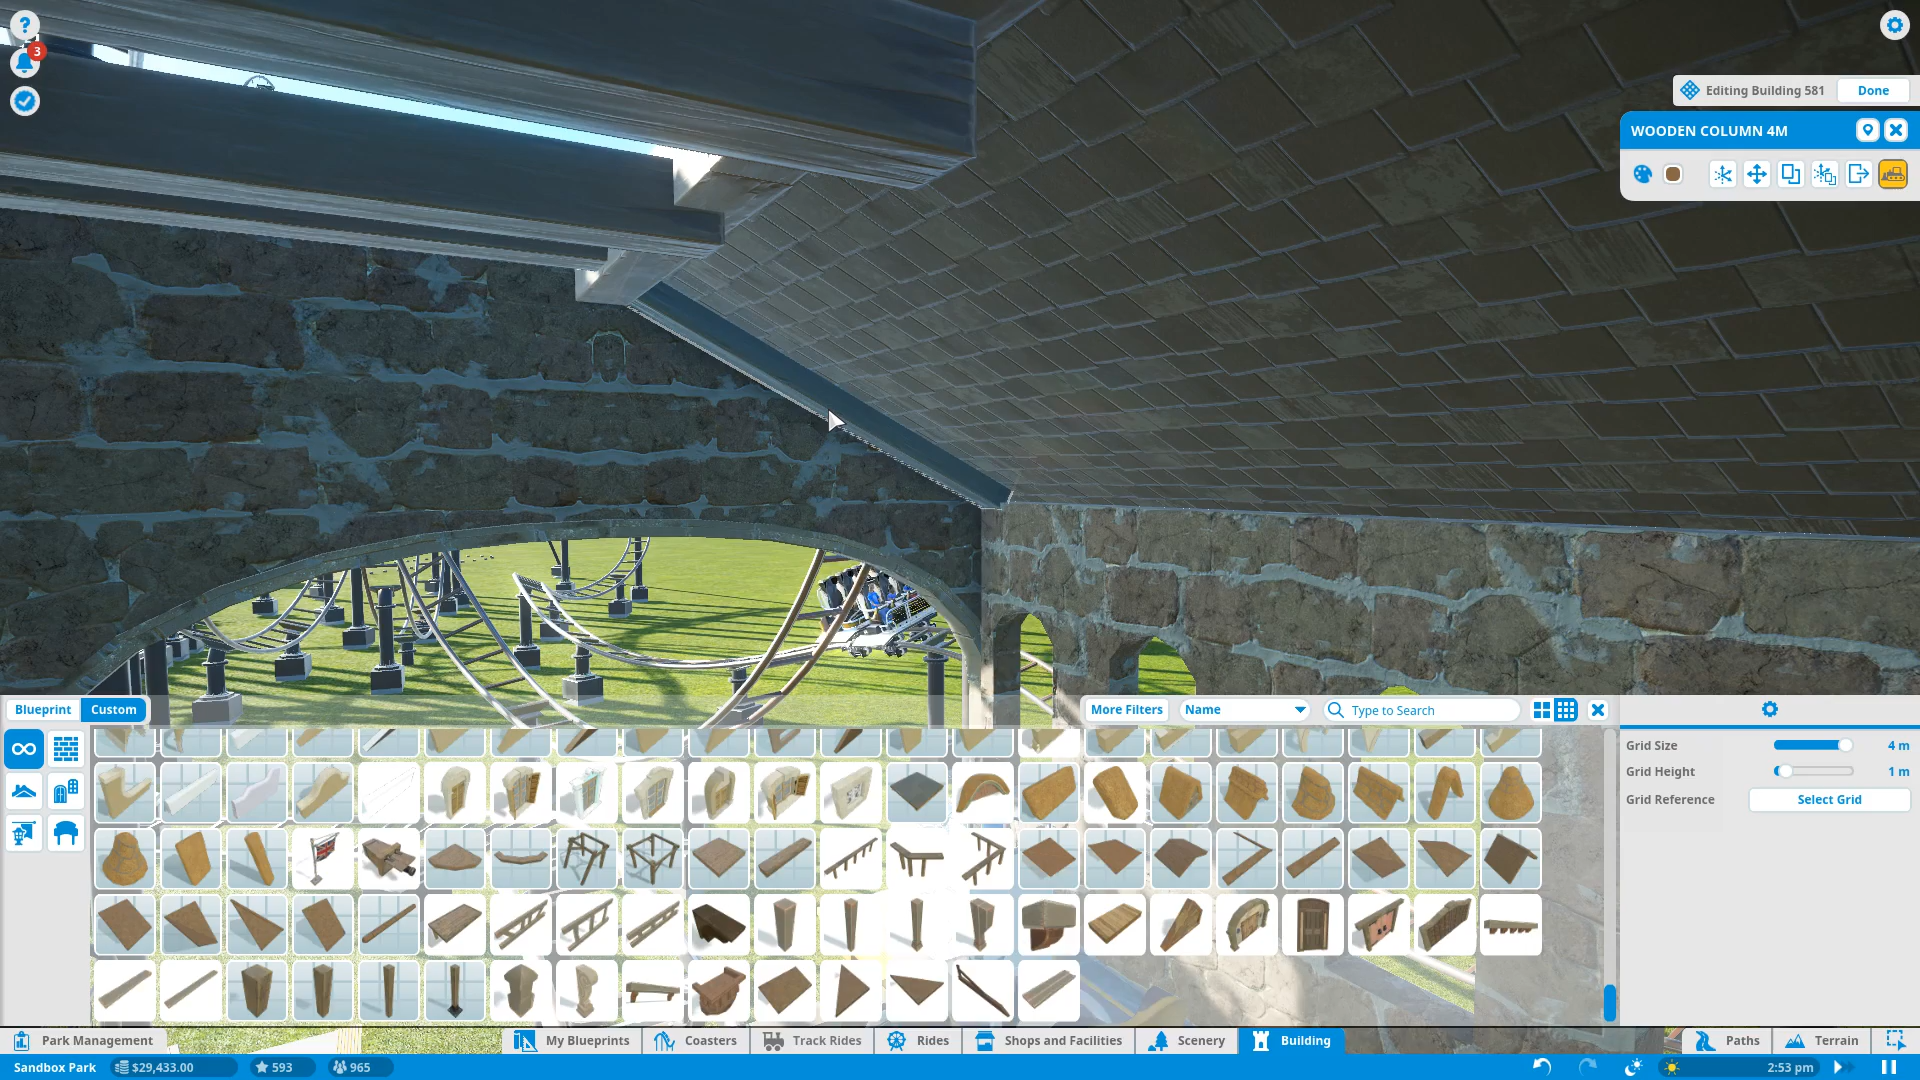 ?
3
Editing Building 581 Done
WOODEN COLUMN 4M
Blueprint Custom
More Filters Name Type to Search
Grid Size 4 m
Grid Height 1 m
Grid Reference Select Grid
Park Management My Blueprints Coasters Track Rides Rides Shops and Facilities Scenery Building Paths Terrain
Sandbox Park $29,433.00 593 965 2:53 pm